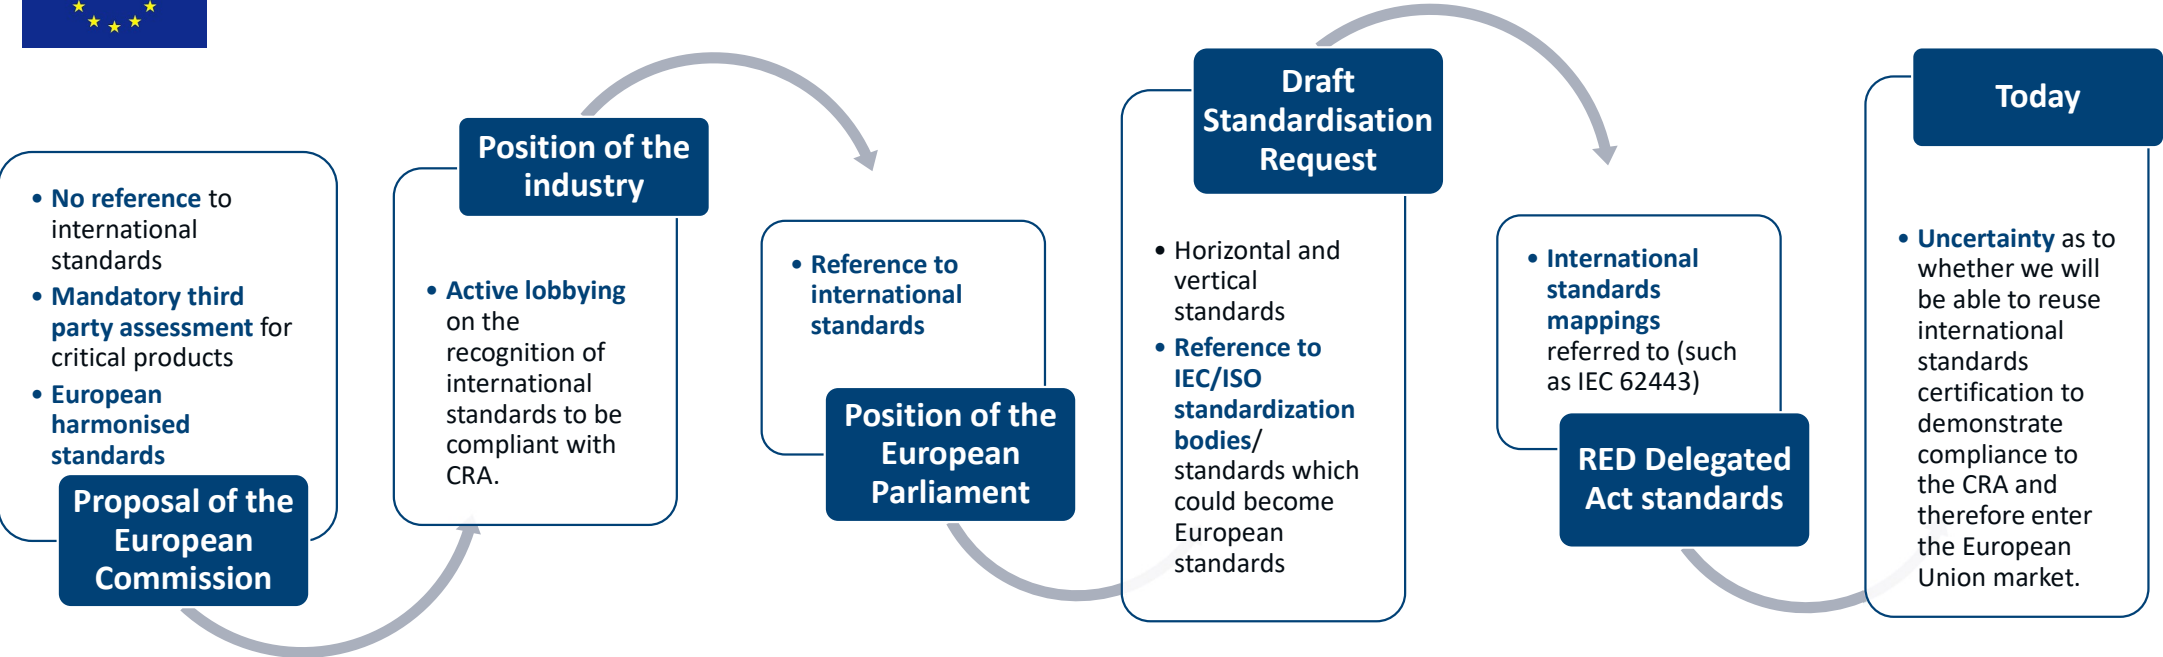 • No reference to
international
standards
• Mandatory third
party assessment for
critical products
• European
harmonised
standards
Proposal of the
European
Commission
Position of the
industry
• Active lobbying
on the
recognition of
international
standards to be
compliant with
CRA.
• Reference to
international
standards
Position of the
European
Parliament
Draft
Standardisation
Request
• Horizontal and
vertical
standards
• Reference to
IEC/ISO
standardization
bodies/
standards which
could become
European
standards
• International
standards
mappings
referred to (such
as IEC 62443)
RED Delegated
Act standards
Today
• Uncertainty as to
whether we will
be able to reuse
international
standards
certification to
demonstrate
compliance to
the CRA and
therefore enter
the European
Union market.